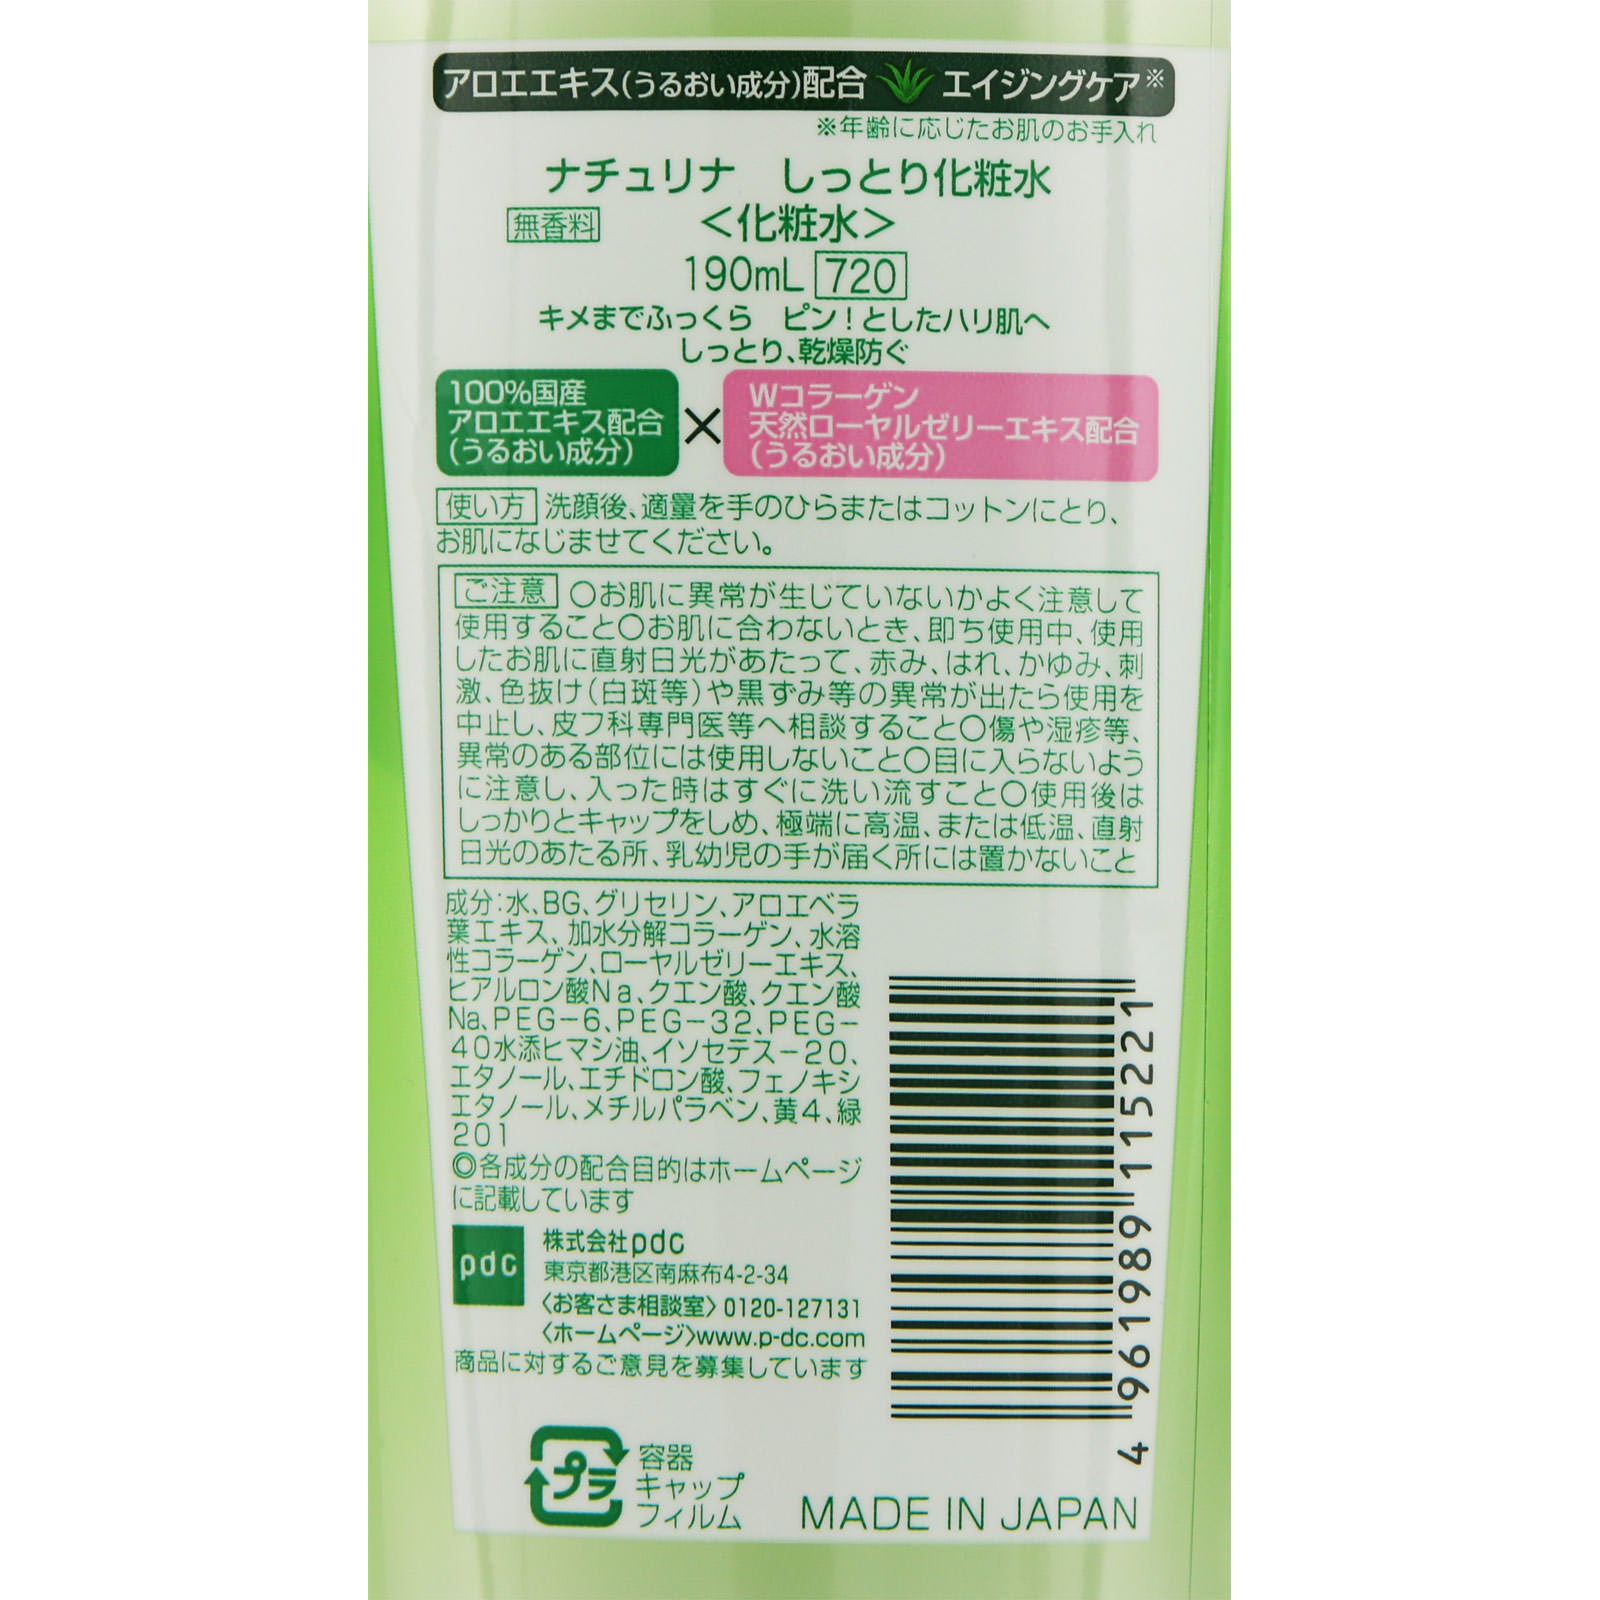 アロエエキス(うるおい成分)配合 エイジングケア※
※年齢に応じたお肌のお手入れ
ナチュリナ しっとり化粧水
無香料 <化粧水>
190mL 720
キメまでふっくら ピン!としたハリ肌へ
しっとり、乾燥防ぐ
100%国産
アロエエキス配合
(うるおい成分)
×
Wコラーゲン
天然ローヤルゼリーエキス配合
(うるおい成分)
使い方 洗顔後、適量を手のひらまたはコットンにとり、
お肌になじませてください。
ご注意 〇お肌に異常が生じていないかよく注意して
使用すること〇お肌に合わないとき、即ち使用中、使用
したお肌に直射日光があたって、赤み、はれ、かゆみ、刺
激、色抜け(白斑等)や黒ずみ等の異常が出たら使用を
中止し、皮フ科専門医等へ相談すること〇傷や湿疹等、
異常のある部位には使用しないこと〇目に入らないよう
に注意し、入った時はすぐに洗い流すこと〇使用後は
しっかりとキャップをしめ、極端に高温、または低温、直射
日光のあたる所、乳幼児の手が届く所には置かないこと
成分:水、BG、グリセリン、アロエベラ
葉エキス、加水分解コラーゲン、水溶
性コラーゲン、ローヤルゼリーエキス、
ヒアルロン酸Na、クエン酸、クエン酸
Na、PEG-6、PEG-32、PEG-
40水添ヒマシ油、イソセテス-20、
エタノール、エチドロン酸、フェノキシ
エタノール、メチルパラベン、黄4、緑
201
◎各成分の配合目的はホームページ
に記載しています
pdc
株式会社pdc
東京都港区南麻布4-2-34
〈お客さま相談室〉0120-127131
〈ホームページ〉www.p-dc.com
商品に対するご意見を募集しています
4 961989 115221
プラ
容器
キャップ
フィルム
MADE IN JAPAN